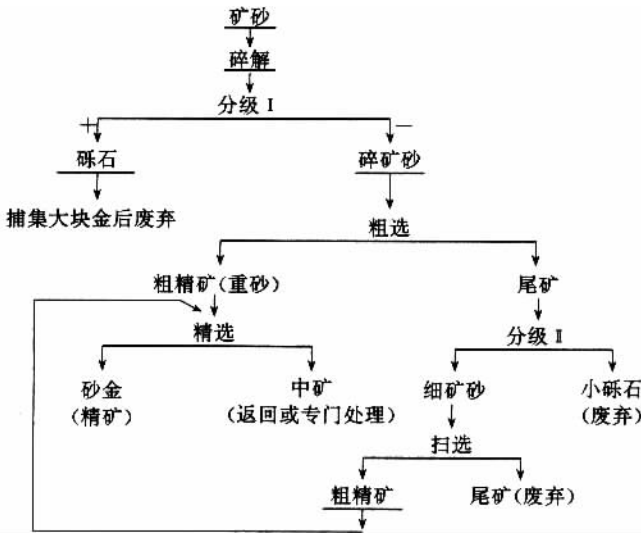 矿砂
碎解
分级 I
+
−
砾石
碎矿砂
捕集大块金后废弃
粗选
粗精矿(重砂)
尾矿
精选
分级 II
砂金
(精矿)
中矿
(返回或专门处理)
细矿砂
小砾石
(废弃)
扫选
粗精矿
尾矿(废弃)